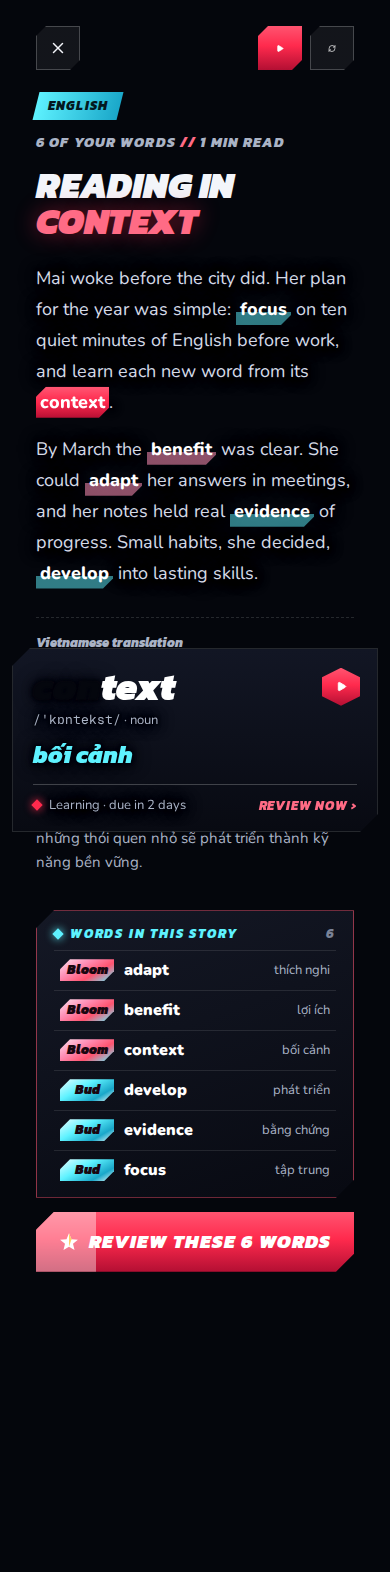 ENGLISH
6 OF YOUR WORDS // 1 MIN READ
READING IN
CONTEXT
Mai woke before the city did. Her plan
for the year was simple: focus on ten
quiet minutes of English before work,
and learn each new word from its
context.
By March the benefit was clear. She
could adapt her answers in meetings,
and her notes held real evidence of
progress. Small habits, she decided,
develop into lasting skills.
Vietnamese translation
context
/ˈkɒntekst/ · noun
bối cảnh
Learning · due in 2 days
REVIEW NOW ›
những thói quen nhỏ sẽ phát triển thành kỹ
năng bền vững.
WORDS IN THIS STORY 6
Bloom adapt thích nghi
Bloom benefit lợi ích
Bloom context bối cảnh
Bud develop phát triển
Bud evidence bằng chứng
Bud focus tập trung
REVIEW THESE 6 WORDS